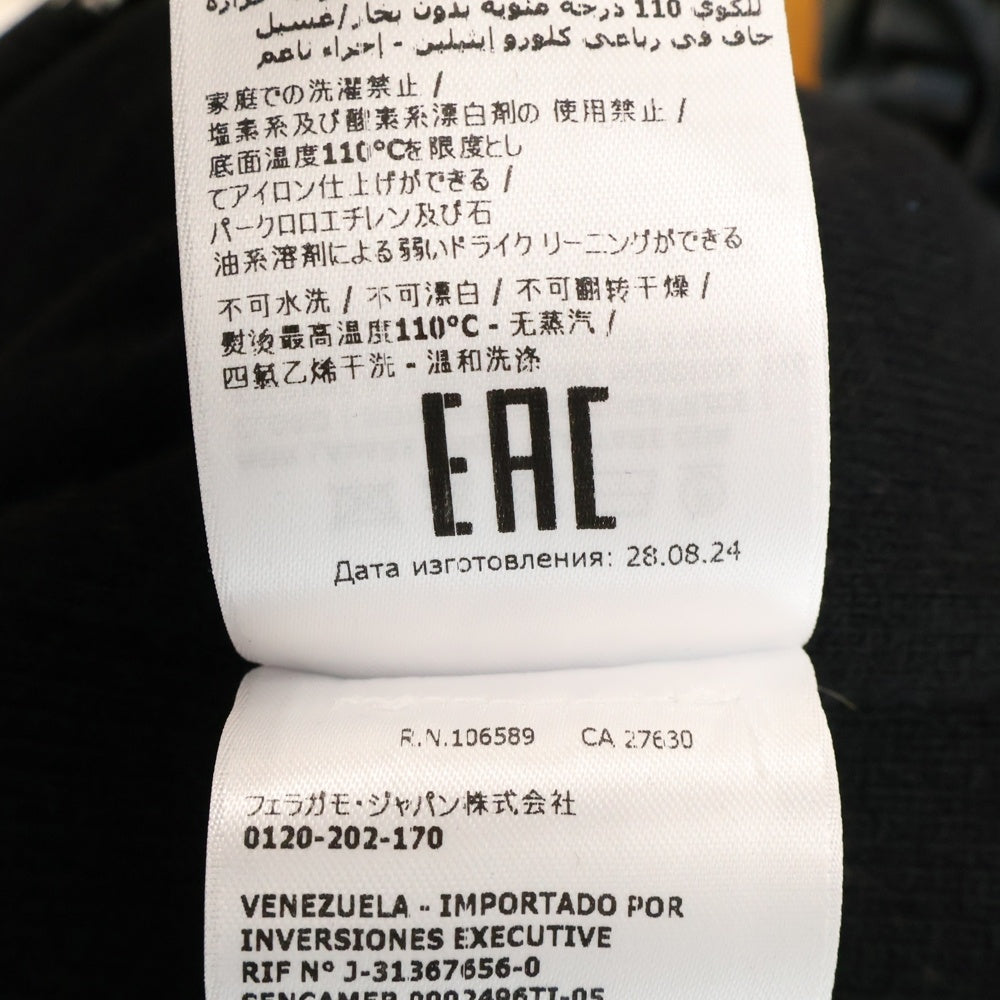 للكوي 110 درجة مئوية بدون بخار/غسيل
جاف في رباعي كلورو إيثيلين - إجراء ناعم
家庭での洗濯禁止 /
塩素系及び酸素系漂白剤の 使用禁止 /
底面温度110°Cを限度とし
てアイロン仕上げができる /
パークロロエチレン及び石
油系溶剤による弱いドライクリーニングができる
不可水洗 / 不可漂白 / 不可翻转干燥 /
熨烫最高温度110°C - 无蒸汽 /
四氯乙烯干洗 - 温和洗涤
EAC
Дата изготовления: 28.08.24
R.N.106589 CA 27630
フェラガモ・ジャパン株式会社
0120-202-170
VENEZUELA - IMPORTADO POR
INVERSIONES EXECUTIVE
RIF N° J-31367656-0
SENCAMER 0002496TI-05